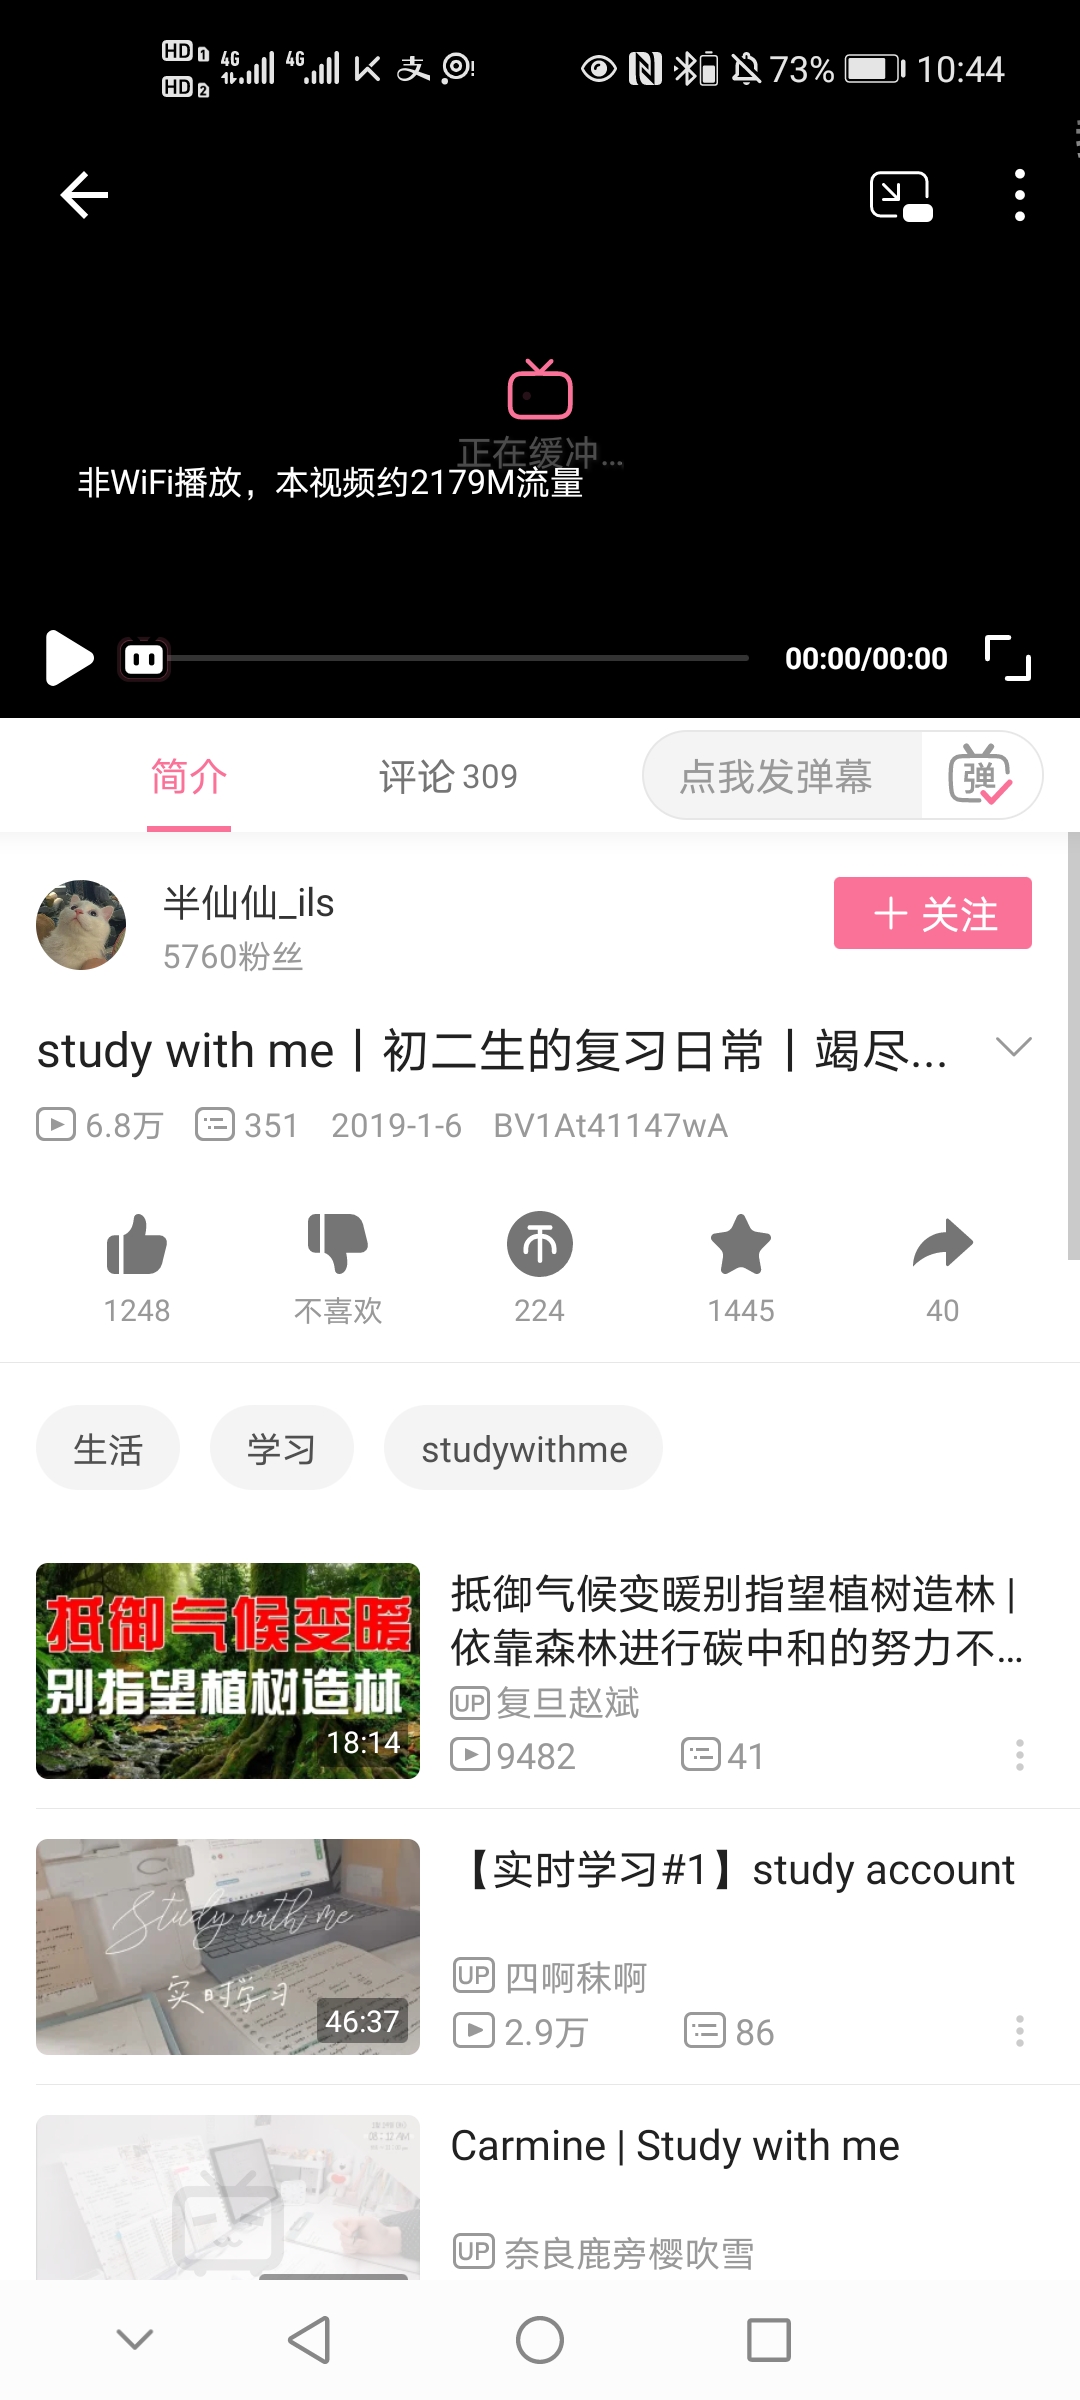 HD 1 4G 4G 73% 10:44
HD 2
正在缓冲...
非WiFi播放，本视频约2179M流量
00:00/00:00
简介 评论 309 点我发弹幕 弹
半仙仙_ils
5760粉丝
+ 关注
study with me丨初二生的复习日常丨竭尽...
6.8万 351 2019-1-6 BV1At41147wA
1248 不喜欢 224 1445 40
生活 学习 studywithme
抵御气候变暖
别指望植树造林
18:14
抵御气候变暖别指望植树造林 |
依靠森林进行碳中和的努力不...
UP 复旦赵斌
9482 41
Study with me
实时学习
46:37
【实时学习#1】study account
UP 四啊秣啊
2.9万 86
Carmine | Study with me
UP 奈良鹿旁樱吹雪